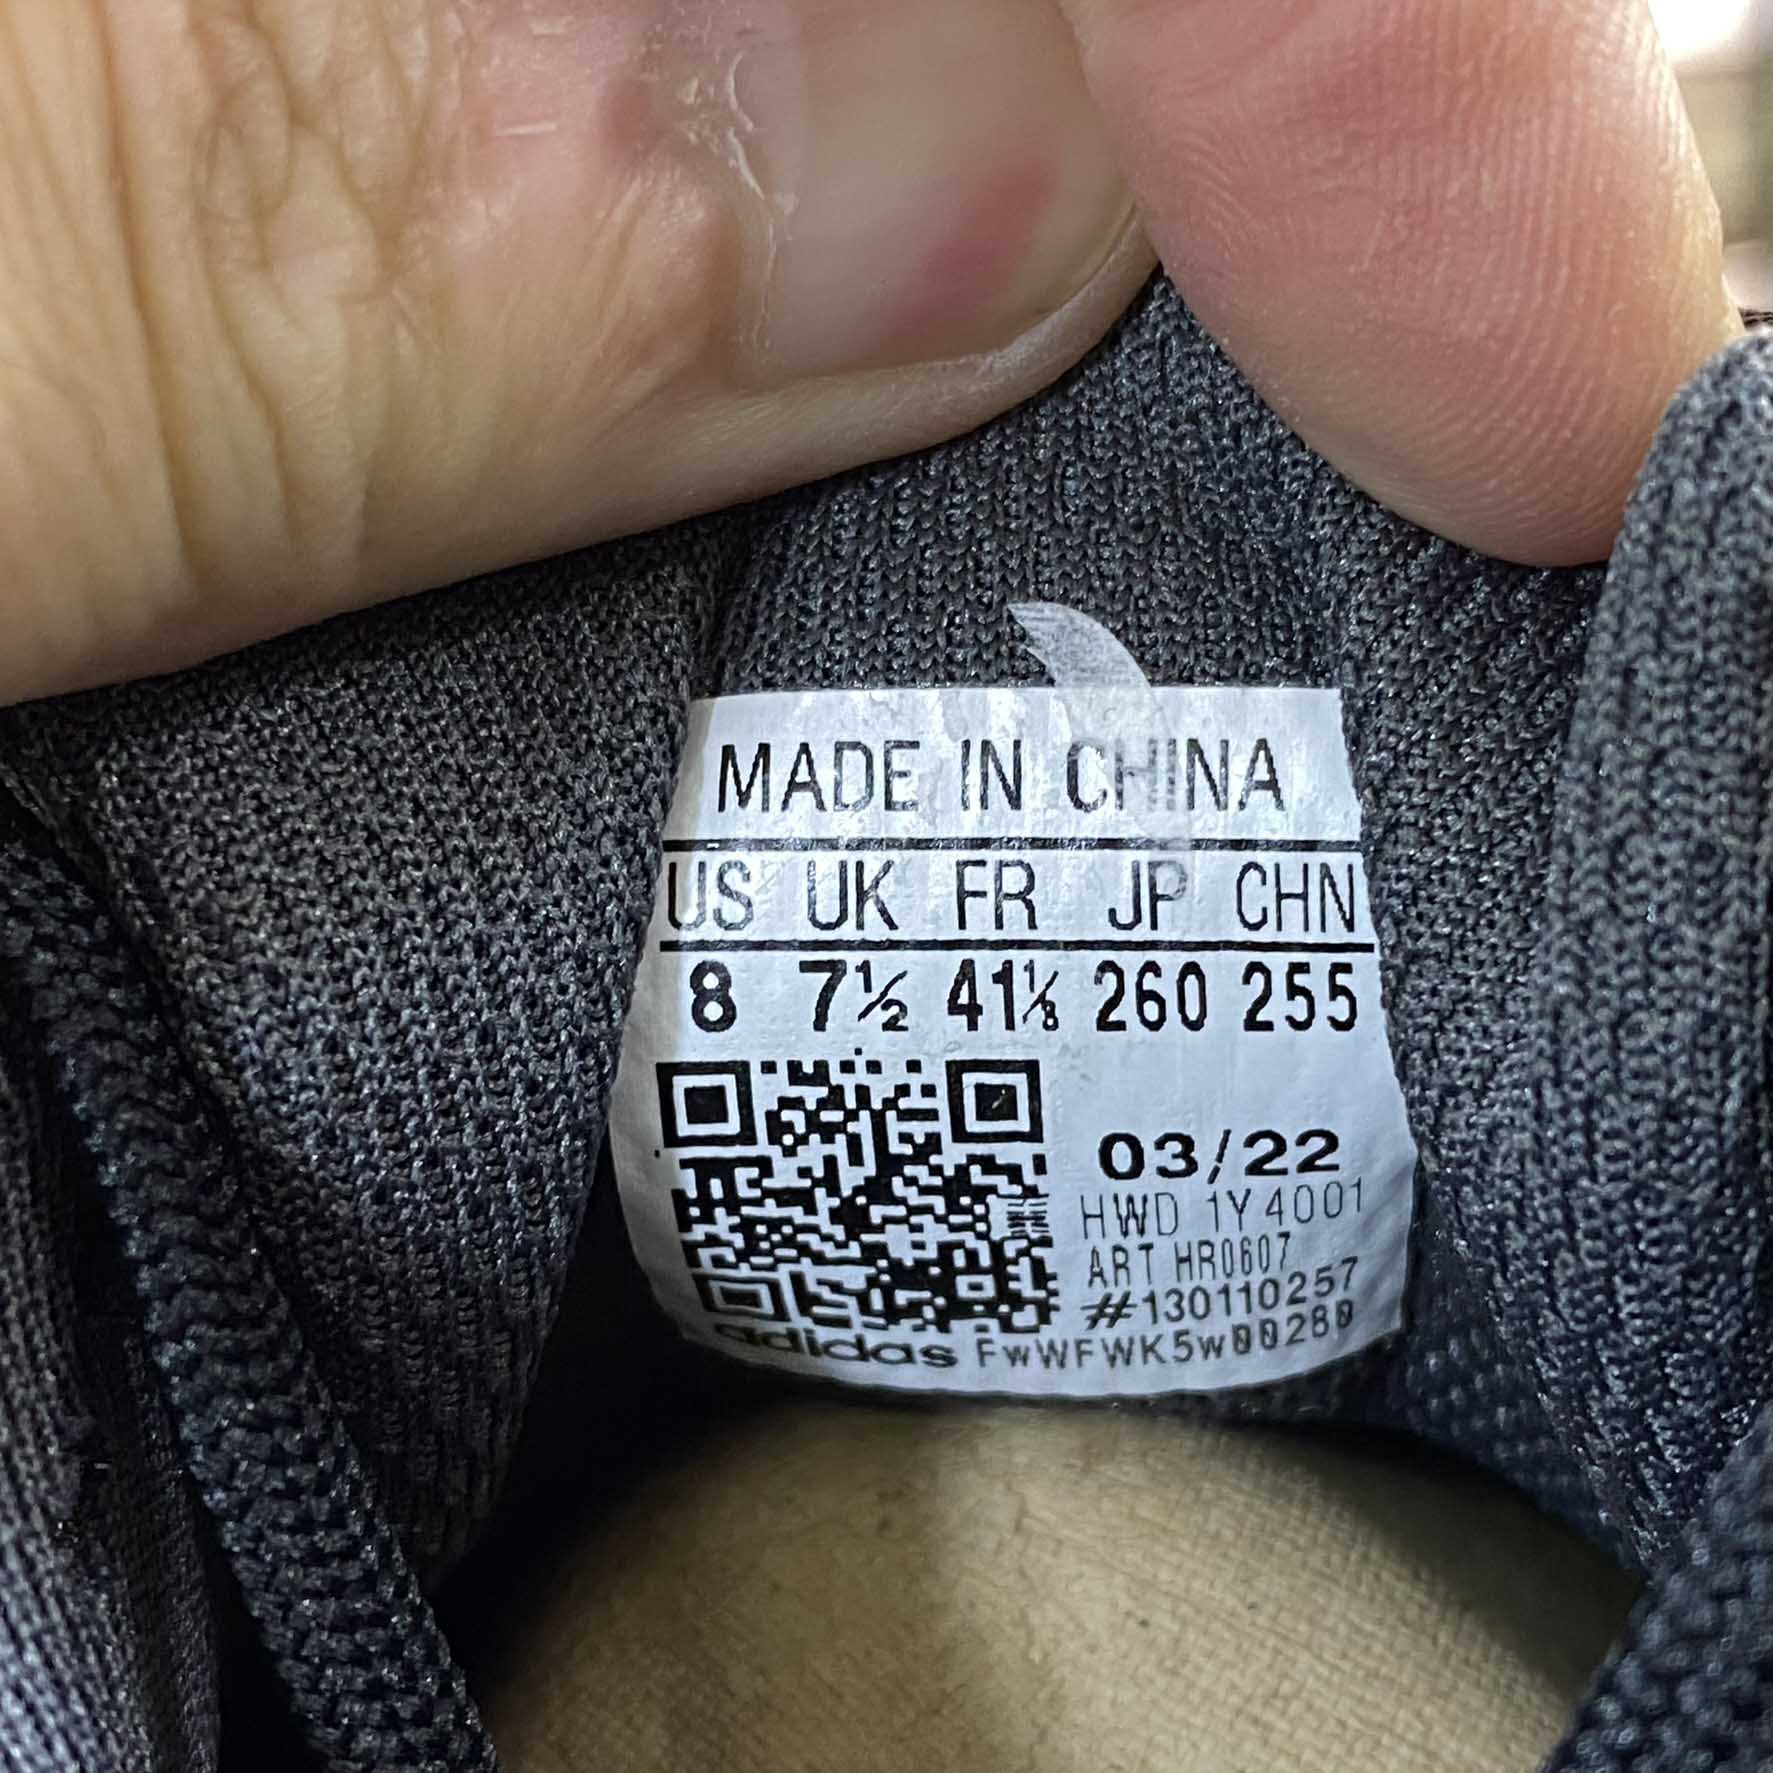 MADE IN CHINA
US UK FR JP CHN
8 7½ 41⅓ 260 255
03/22
HWD 1Y4001
ART HR0607
#130110257
adidas FwWFWK5w00280